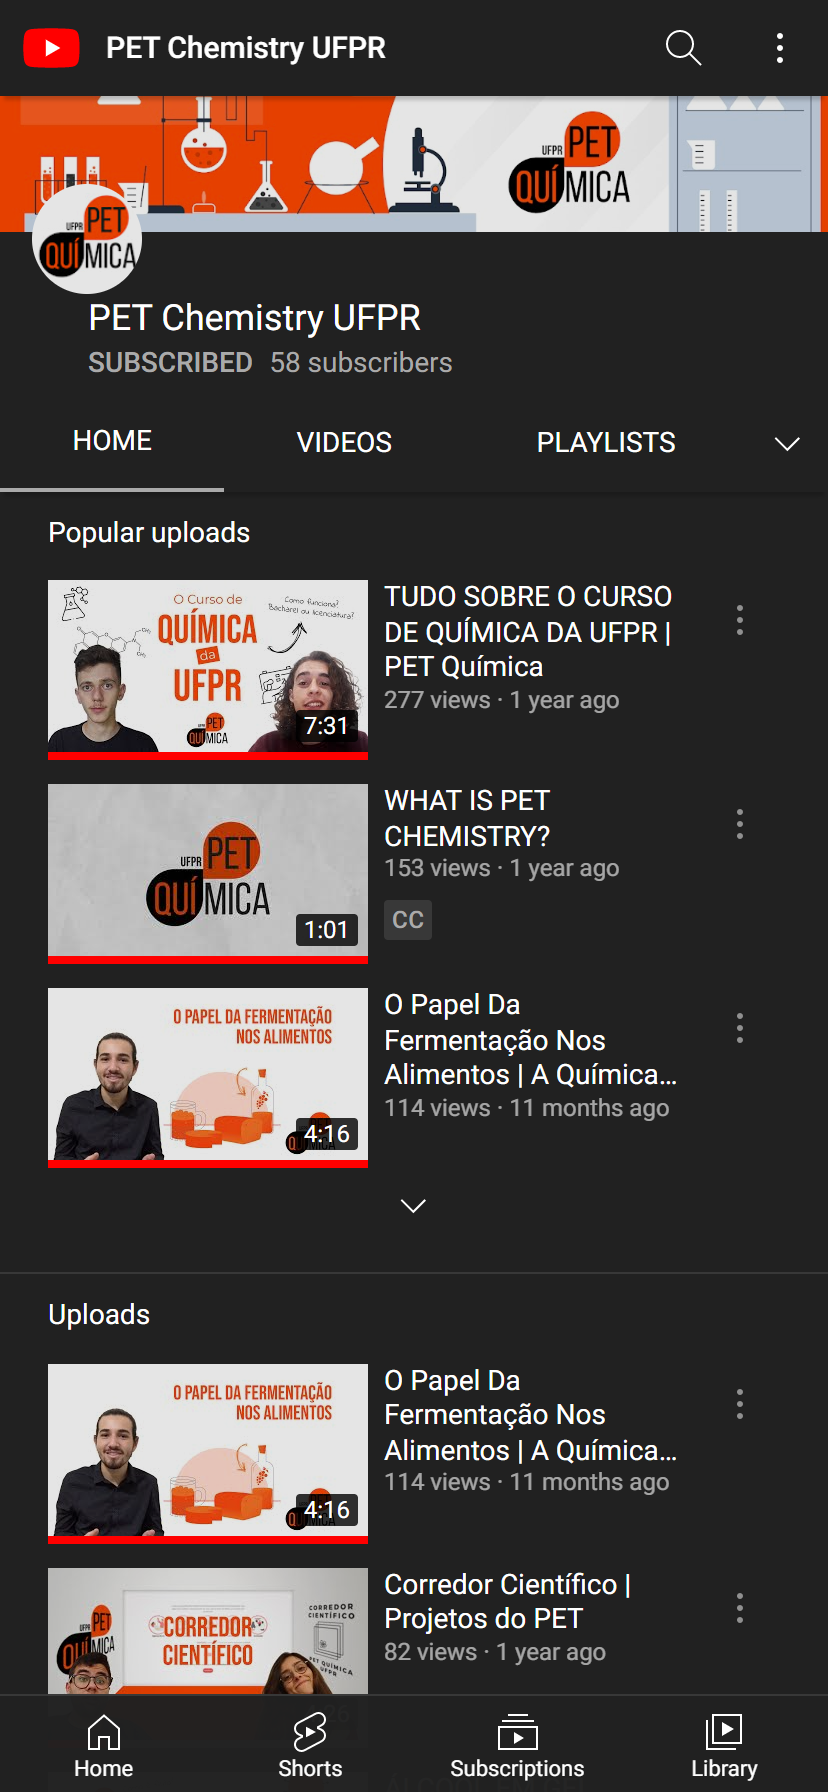 PET Chemistry UFPR
UFPR PET
QUÍMICA
UFPR PET
QUÍMICA
PET Chemistry UFPR
SUBSCRIBED 58 subscribers
HOME VIDEOS PLAYLISTS
Popular uploads
O Curso de
QUÍMICA
da
UFPR
Como funciona?
Bacharel ou licenciatura?
UFPR PET
QUÍMICA
7:31
TUDO SOBRE O CURSO
DE QUÍMICA DA UFPR |
PET Química
277 views · 1 year ago
UFPR PET
QUÍMICA
1:01
WHAT IS PET
CHEMISTRY?
153 views · 1 year ago
CC
O PAPEL DA FERMENTAÇÃO
NOS ALIMENTOS
4:16
O Papel Da
Fermentação Nos
Alimentos | A Química...
114 views · 11 months ago
Uploads
O PAPEL DA FERMENTAÇÃO
NOS ALIMENTOS
4:16
O Papel Da
Fermentação Nos
Alimentos | A Química...
114 views · 11 months ago
UFPR PET
QUÍMICA
CORREDOR
CIENTÍFICO
CORREDOR
CIENTÍFICO
PET QUÍMICA
UFPR
Corredor Científico |
Projetos do PET
82 views · 1 year ago
Home Shorts Subscriptions Library